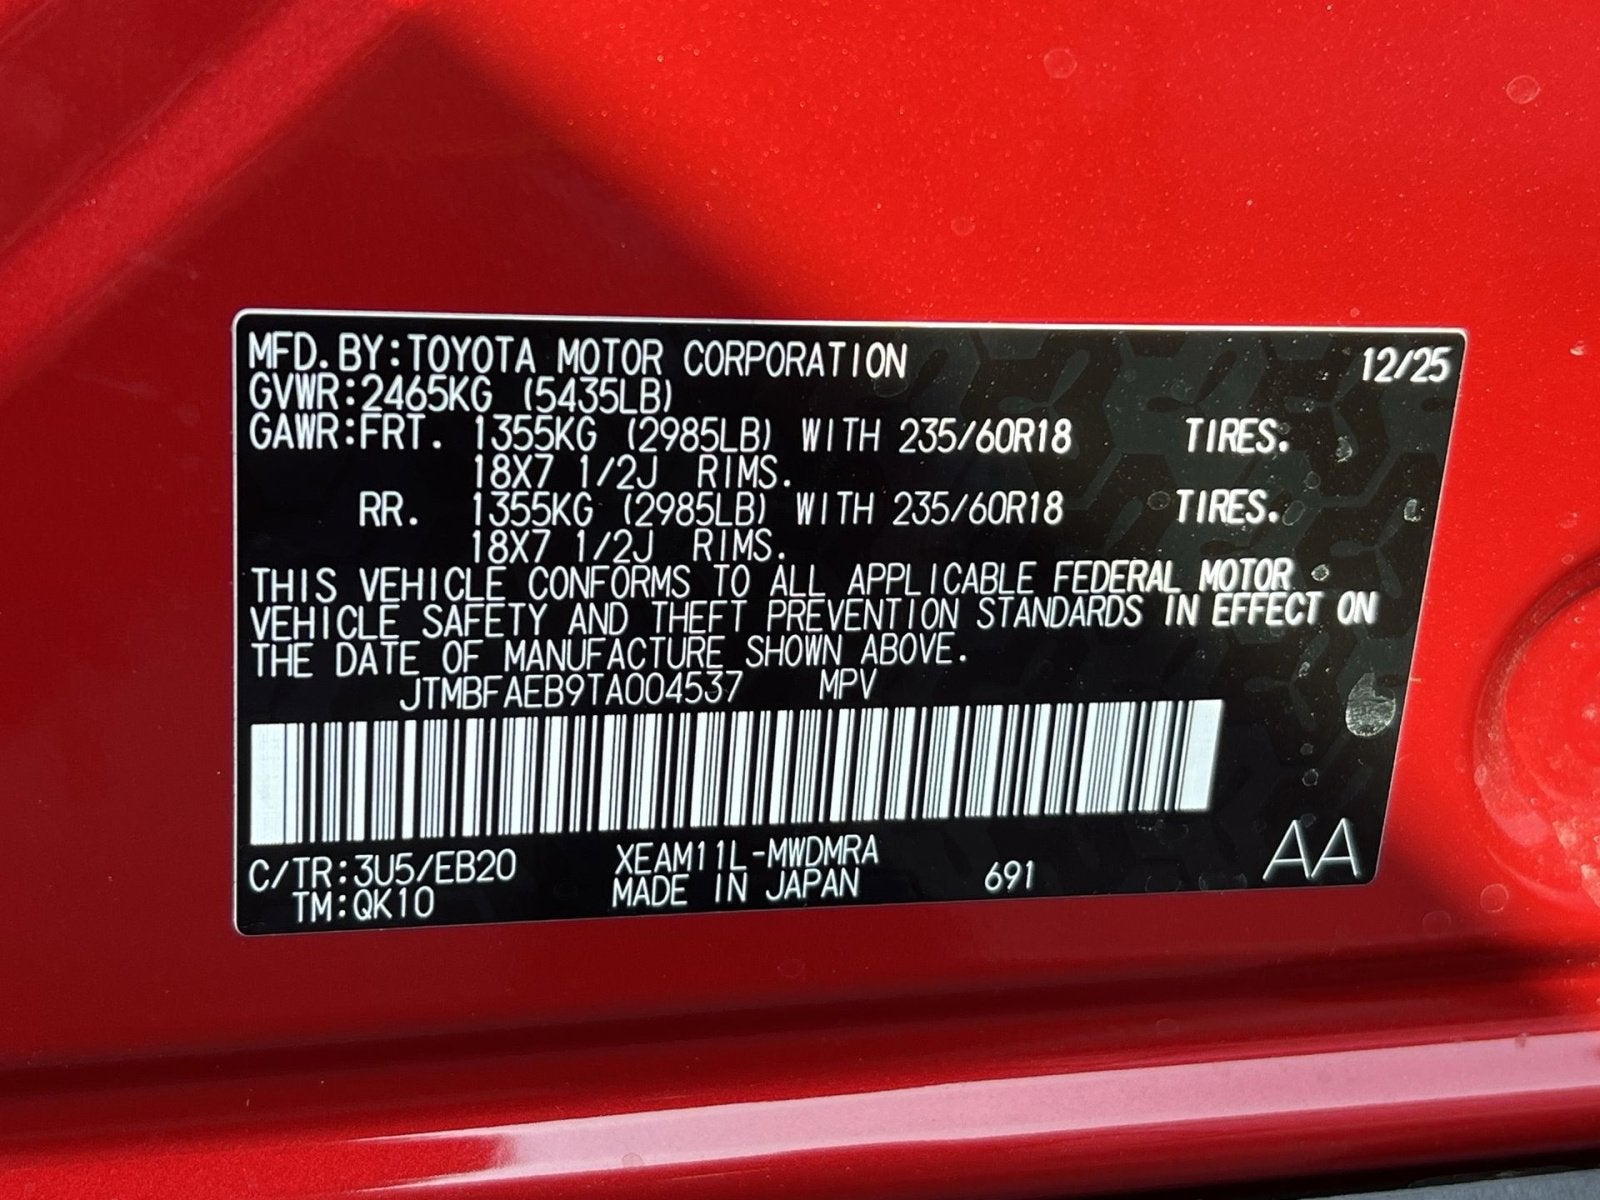 MFD.BY:TOYOTA MOTOR CORPORATION 12/25
GVWR:2465KG (5435LB)
GAWR:FRT. 1355KG (2985LB) WITH 235/60R18 TIRES.
18X7 1/2J RIMS.
RR. 1355KG (2985LB) WITH 235/60R18 TIRES.
18X7 1/2J RIMS.
THIS VEHICLE CONFORMS TO ALL APPLICABLE FEDERAL MOTOR
VEHICLE SAFETY AND THEFT PREVENTION STANDARDS IN EFFECT ON
THE DATE OF MANUFACTURE SHOWN ABOVE.
JTMBFAEB9TA004537 MPV
C/TR:3U5/EB20 XEAM11L-MWDMRA
TM:QK10 MADE IN JAPAN 691 AA